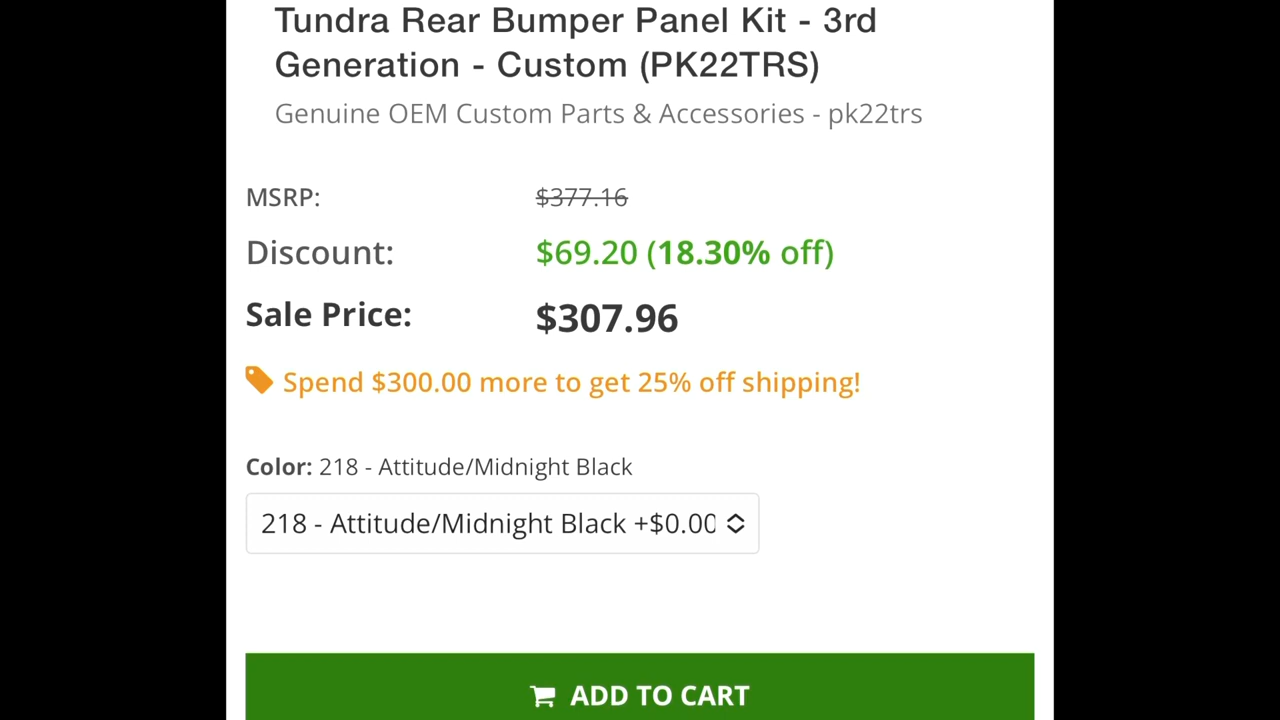 Tundra Rear Bumper Panel Kit - 3rd
Generation - Custom (PK22TRS)
Genuine OEM Custom Parts & Accessories - pk22trs
MSRP: $377.16
Discount: $69.20 (18.30% off)
Sale Price: $307.96
Spend $300.00 more to get 25% off shipping!
Color: 218 - Attitude/Midnight Black
218 - Attitude/Midnight Black +$0.00
ADD TO CART